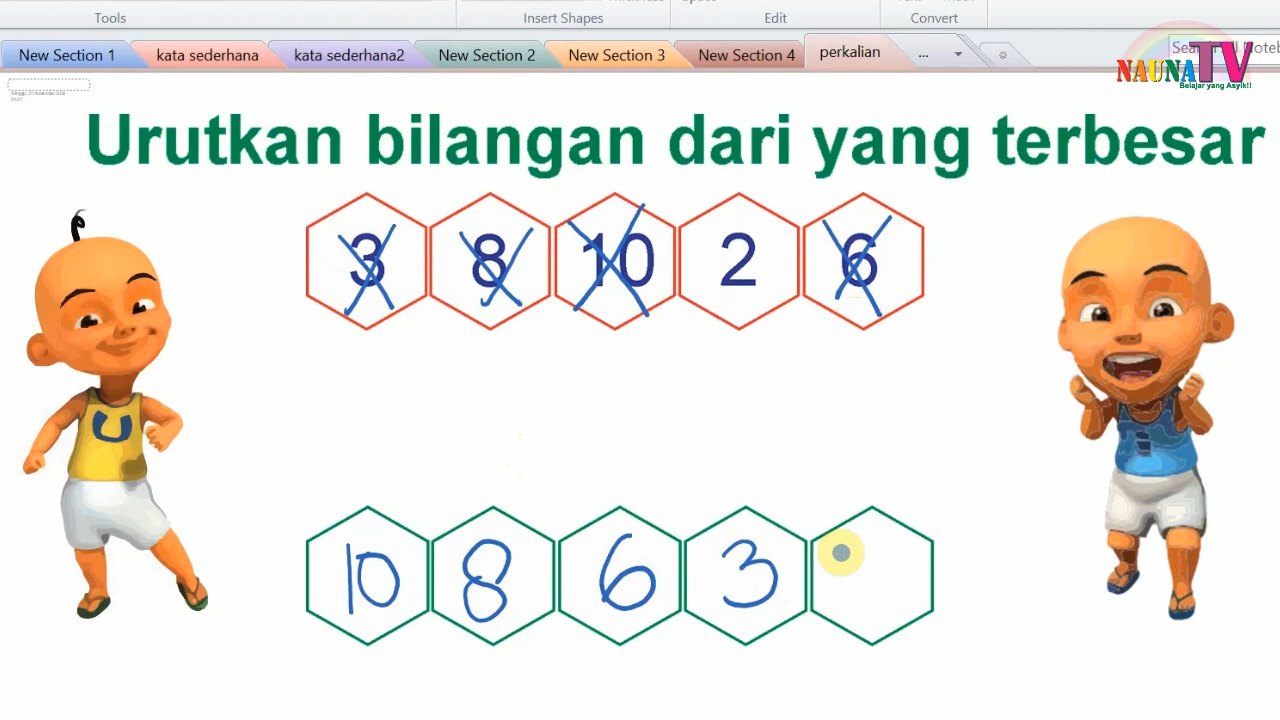 Tools
Insert Shapes
Edit
Convert
New Section 1
kata sederhana
kata sederhana2
New Section 2
New Section 3
New Section 4
perkalian
...
NAUNA TV
Belajar yang Asyik!!
Urutkan bilangan dari yang terbesar
3 8 10 2 6
U
10 8 6 3